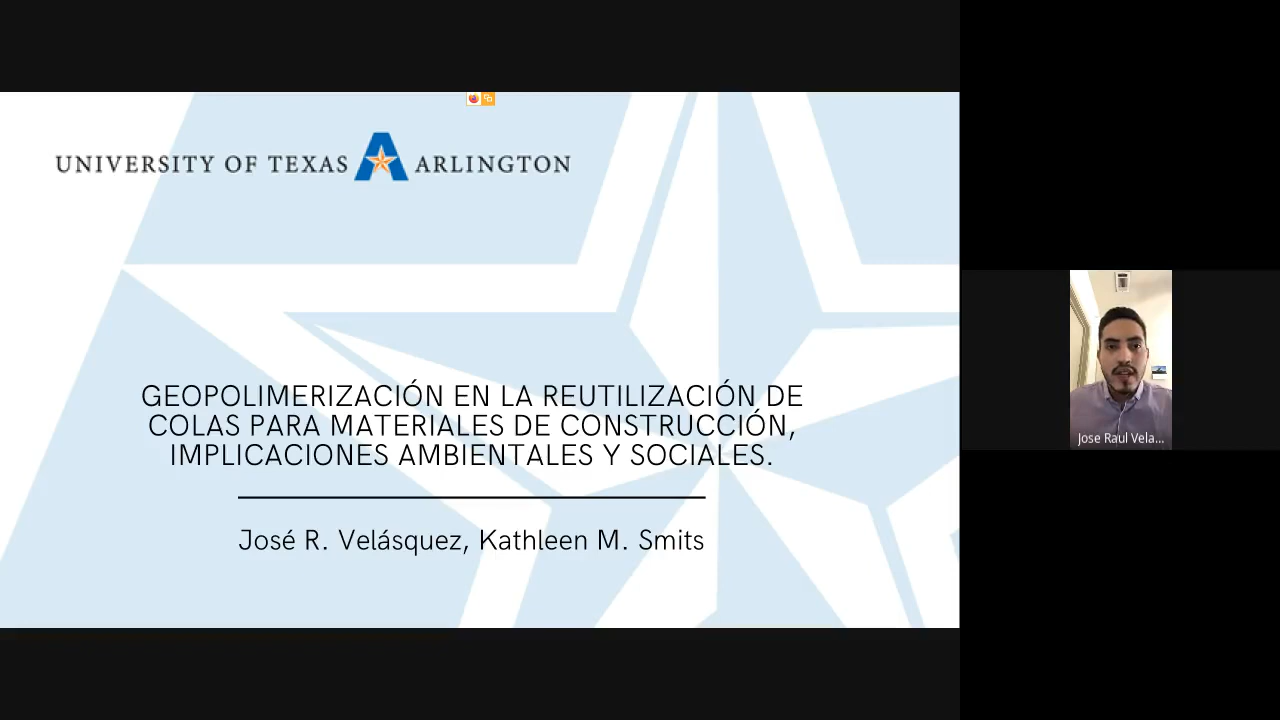 UNIVERSITY OF TEXAS A ARLINGTON
GEOPOLIMERIZACIÓN EN LA REUTILIZACIÓN DE
COLAS PARA MATERIALES DE CONSTRUCCIÓN,
IMPLICACIONES AMBIENTALES Y SOCIALES.
José R. Velásquez, Kathleen M. Smits
Jose Raul Vela...